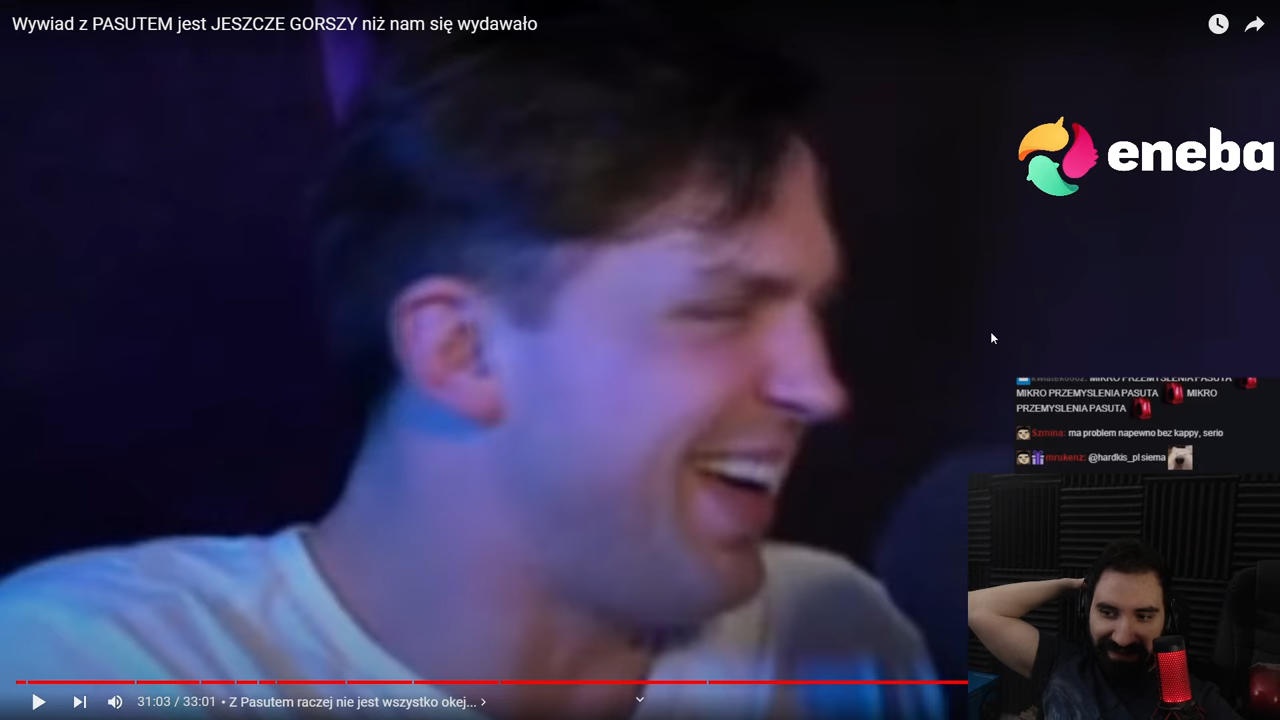 Wywiad z PASUTEM jest JESZCZE GORSZY niż nam się wydawało
eneba
MIKRO PRZEMYSLENIA PASUTA
MIKRO PRZEMYSLENIA PASUTA MIKRO
PRZEMYSLENIA PASUTA
Szmina: ma problem napewno bez kappy, serio
mrukenz: @hardkis_pl siema
31:03 / 33:01 • Z Pasutem raczej nie jest wszystko okej... ›